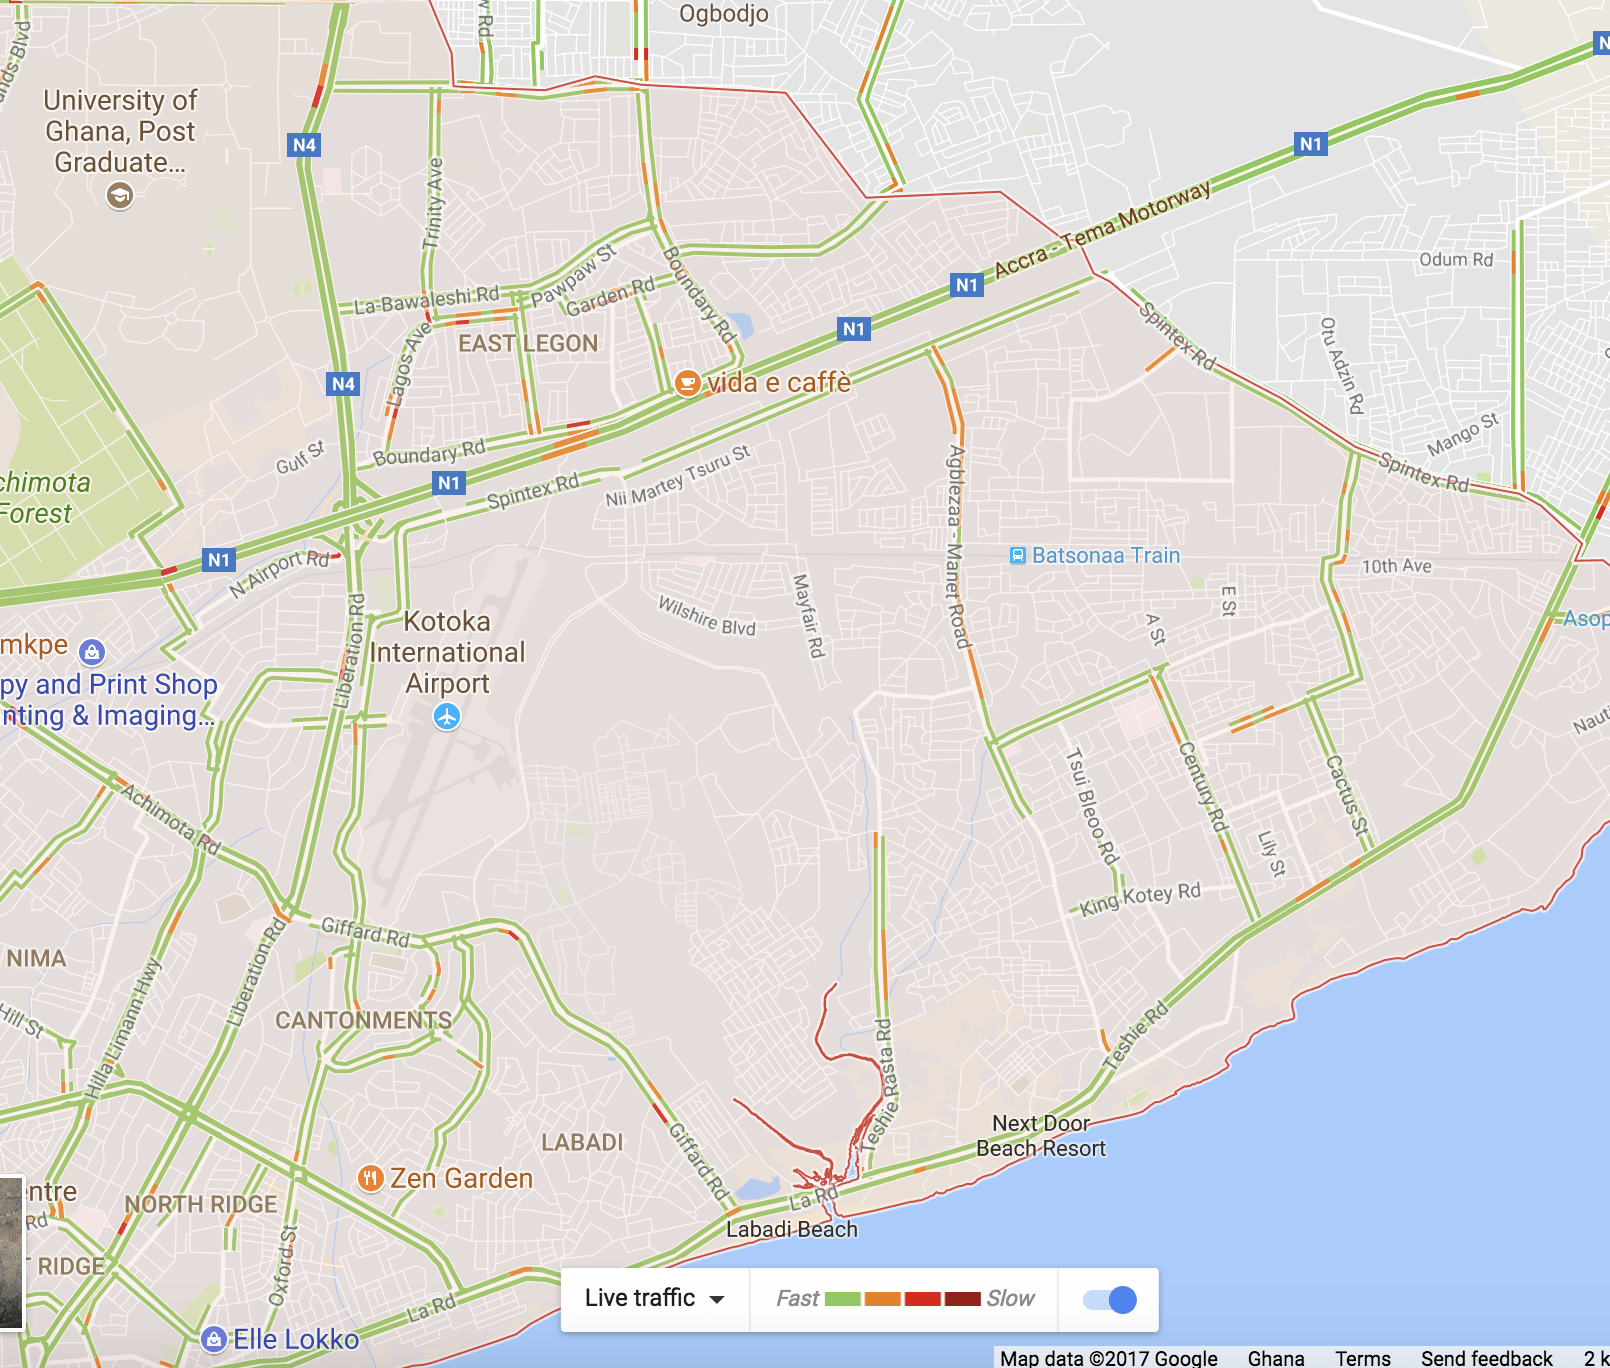 Ogbodjo
w Rd
nds Blvd
N
University of
Ghana, Post
Graduate...
N4
N1
Trinity Ave
Accra - Tema Motorway
Odum Rd
Pawpaw St
Boundary Rd
La-Bawaleshi Rd
Garden Rd
N1
N1
Spintex Rd
Otu Adzin Rd
EAST LEGON
Lagos Ave
N4
vida e caffè
Mango St
Boundary Rd
Gulf St
Spintex Rd
chimota
Forest
N1
Spintex Rd
Nii Martey Tsuru St
Agblezaa - Manet Road
N1
N Airport Rd
Batsonaa Train
10th Ave
Mayfair Rd
E St
Wilshire Blvd
A St
Asop
Kotoka
International
Airport
Liberation Rd
mkpe
py and Print Shop
nting & Imaging...
Nauti
Tsui Bleoo Rd
Century Rd
Cactus St
Achimota Rd
Lily St
King Kotey Rd
Giffard Rd
NIMA
Liberation Rd
Hilla Limann Hwy
Hill St
CANTONMENTS
Teshie Rd
Teshie Rasta Rd
Next Door
Beach Resort
LABADI
Giffard Rd
Zen Garden
entre
Rd
NORTH RIDGE
La Rd
Labadi Beach
T RIDGE
Oxford St
La Rd
Elle Lokko
Live traffic
Fast
Slow
Map data ©2017 Google
Ghana
Terms
Send feedback
2 k